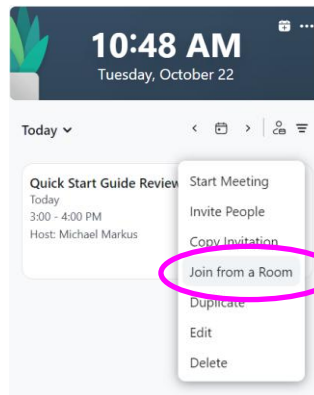 10:48 AM
Tuesday, October 22
Today
Quick Start Guide Review
Today
3:00 - 4:00 PM
Host: Michael Markus
Start Meeting
Invite People
Copy Invitation
Join from a Room
Duplicate
Edit
Delete